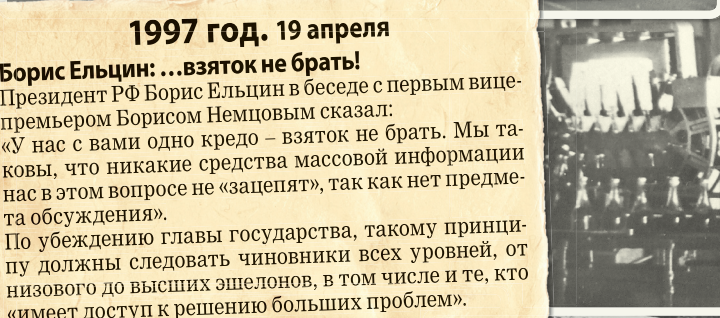 1997 год. 19 апреля
Борис Ельцин: …взяток не брать!
Президент РФ Борис Ельцин в беседе с первым вице-
премьером Борисом Немцовым сказал:
«У нас с вами одно кредо – взяток не брать. Мы та-
ковы, что никакие средства массовой информации
нас в этом вопросе не «зацепят», так как нет предме-
та обсуждения».
По убеждению главы государства, такому принци-
пу должны следовать чиновники всех уровней, от
низового до высших эшелонов, в том числе и те, кто
«имеет доступ к решению больших проблем».